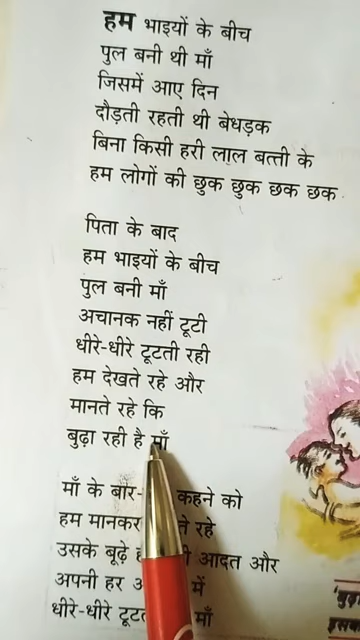 हम भाइयों के बीच
पुल बनी थी माँ
जिसमें आए दिन
दौड़ती रहती थी बेधड़क
बिना किसी हरी लाल बत्ती के
हम लोगों की छुक छुक छक छक
पिता के बाद
हम भाइयों के बीच
पुल बनी माँ
अचानक नहीं टूटी
धीरे-धीरे टूटती रही
हम देखते रहे और
मानते रहे कि
बुढ़ा रही है माँ
माँ के बार- कहने को
हम मानकर ते रहे
उसके बूढ़े आदत और
अपनी हर में
धीरे-धीरे माँ